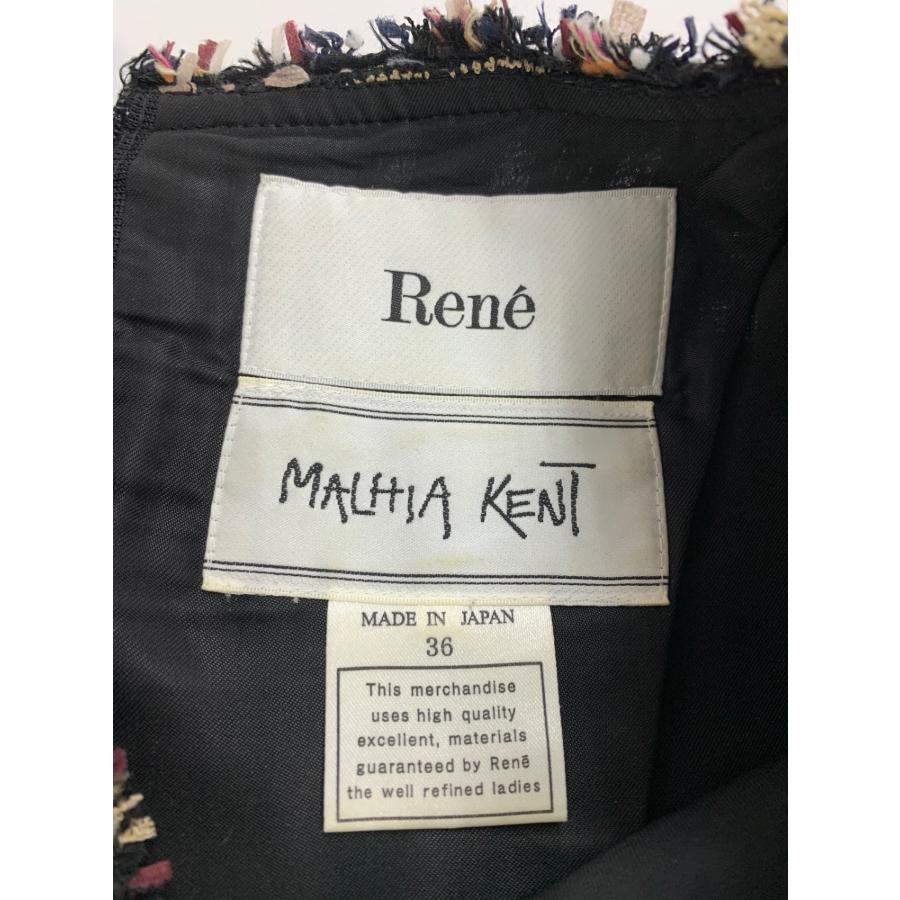 René
MALHIA KENT
MADE IN JAPAN
36
This merchandise
uses high quality
excellent, materials
guaranteed by René
the well refined ladies